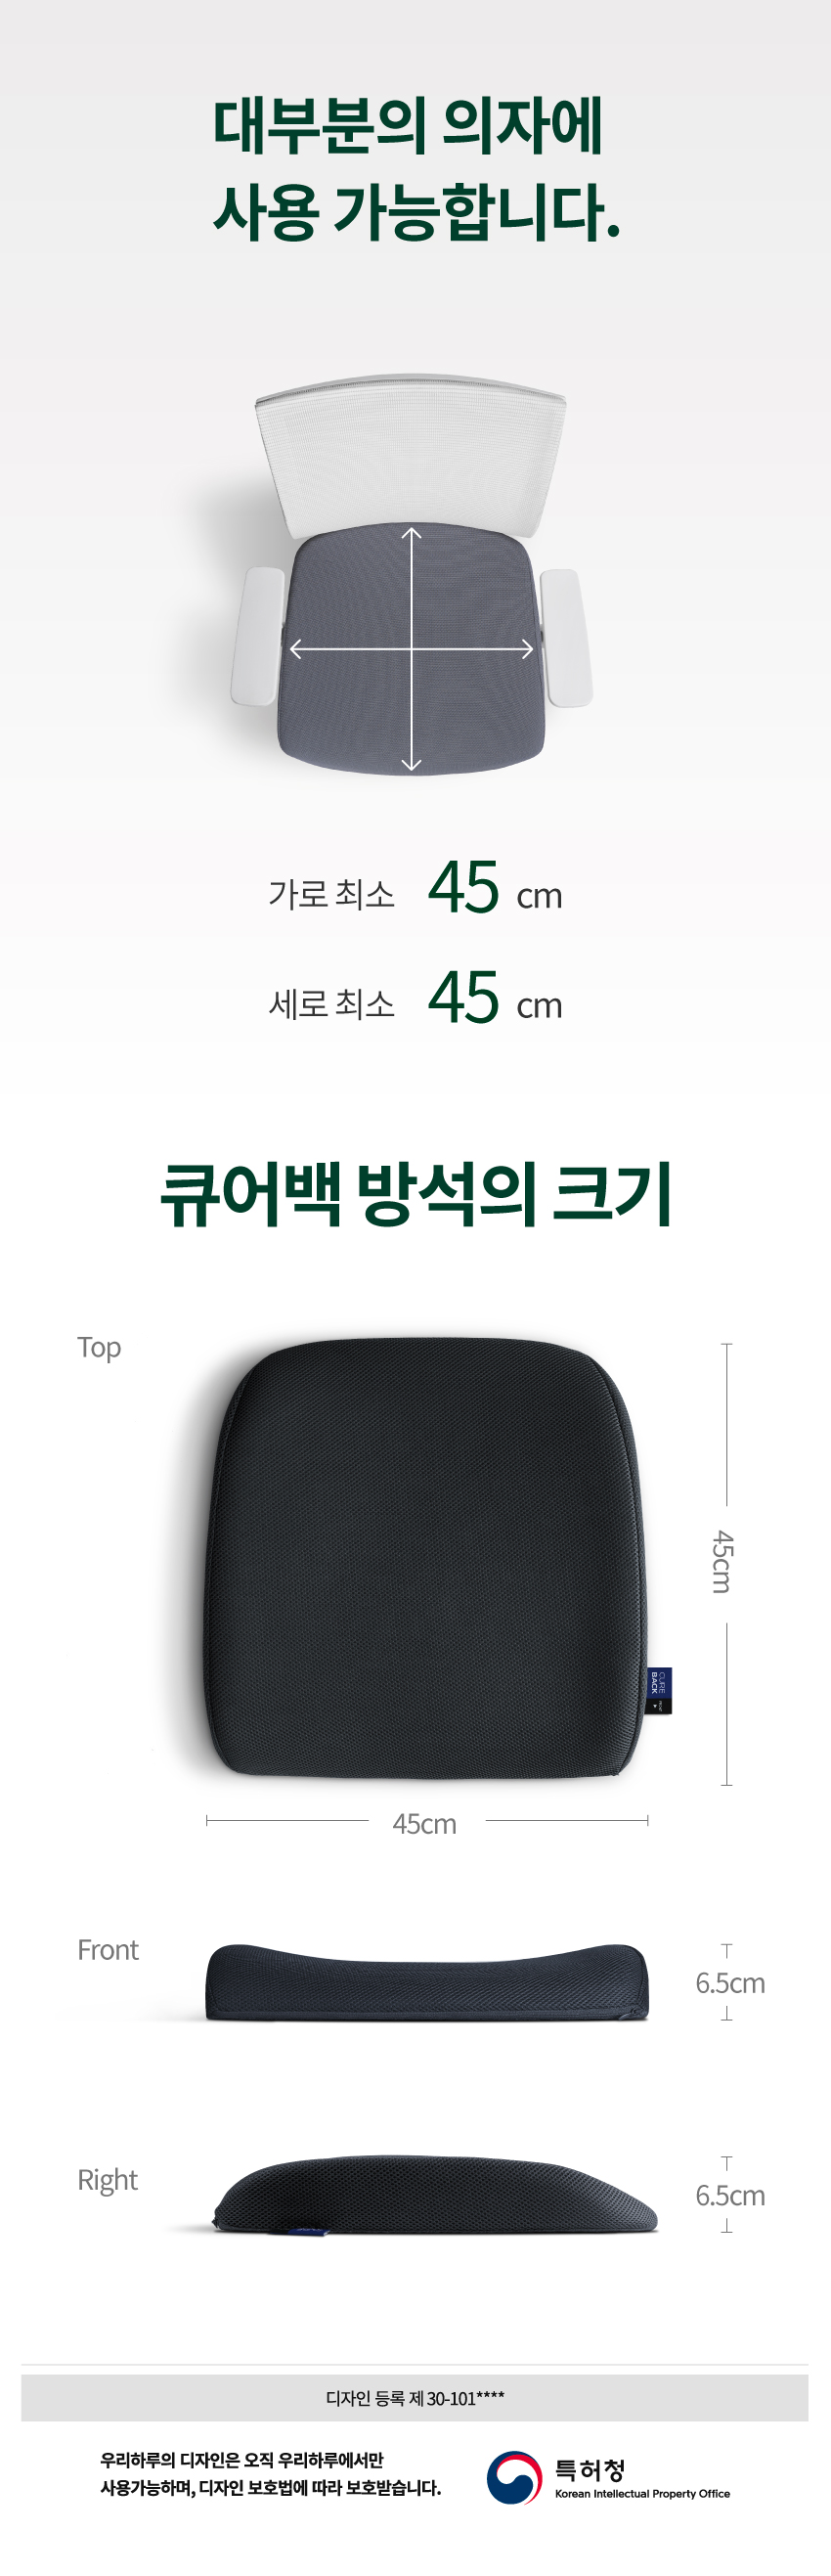 대부분의 의자에
사용 가능합니다.
가로 최소 45 cm
세로 최소 45 cm
큐어백 방석의 크기
Top
45cm
CURE
BACK
45cm
Front
6.5cm
Right
6.5cm
디자인 등록 제 30-101****
우리하루의 디자인은 오직 우리하루에서만
사용가능하며, 디자인 보호법에 따라 보호받습니다.
특허청
Korean Intellectual Property Office